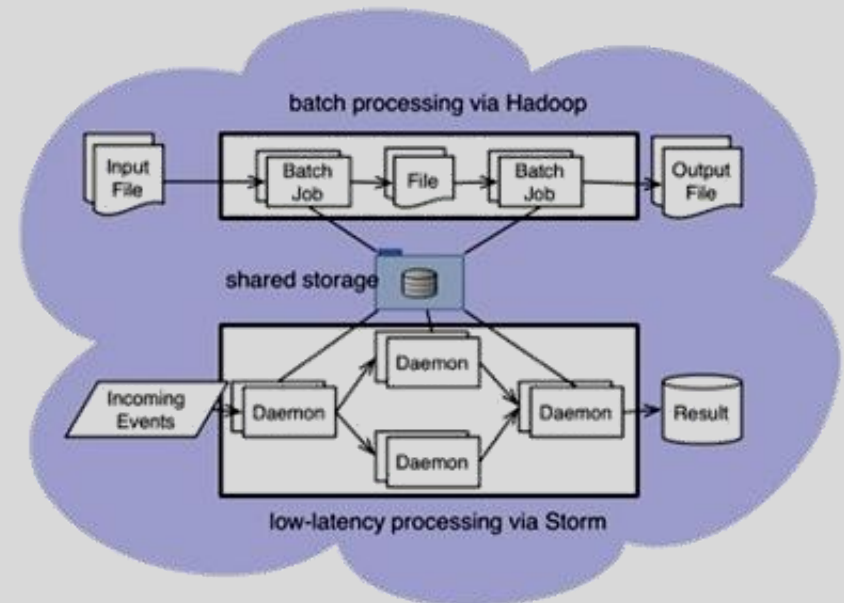 batch processing via Hadoop
Input
File
Batch
Job
File
Batch
Job
Output
File
shared storage
Incoming
Events
Daemon
Daemon
Daemon
Daemon
Result
low-latency processing via Storm